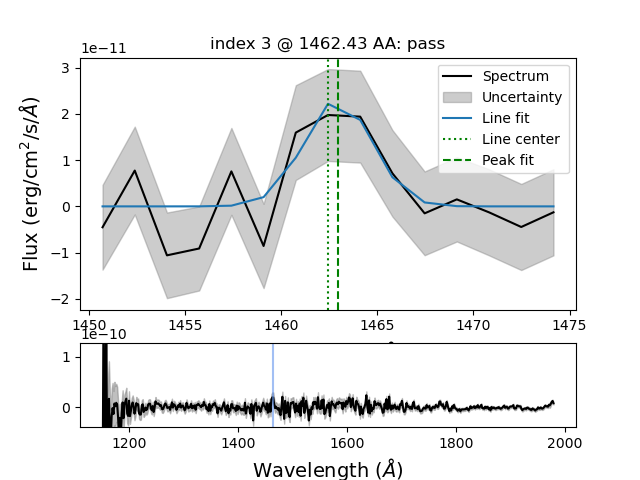 index 3 @ 1462.43 AA: pass
1e−11
3
2
1
0
−1
−2
Flux (erg/cm²/s/Å)
Spectrum
Uncertainty
Line fit
Line center
Peak fit
1450 1455 1460 1465 1470 1475
1e−10
1
0
1200 1400 1600 1800 2000
Wavelength (Å)